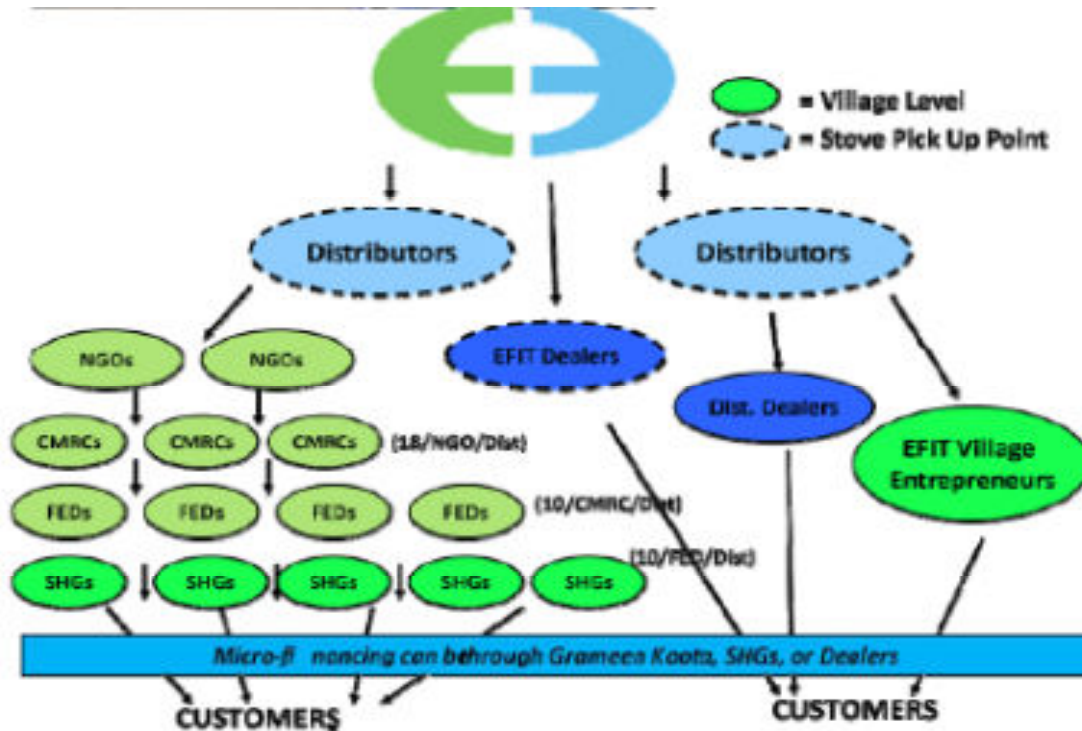 = Village Level
= Stove Pick Up Point
Distributors
Distributors
NGOs
NGOs
EFIT Dealers
Dist. Dealers
CMRCs
CMRCs
CMRCs
(18/NGO/Dist)
EFIT Village
Entrepreneurs
FEDs
FEDs
FEDs
FEDs
(10/CMRC/Dist)
(10/FED/Dist)
SHGs
SHGs
SHGs
SHGs
SHGs
Micro-fi nancing can bethrough Grameen Koota, SHGs, or Dealers
CUSTOMERS
CUSTOMERS